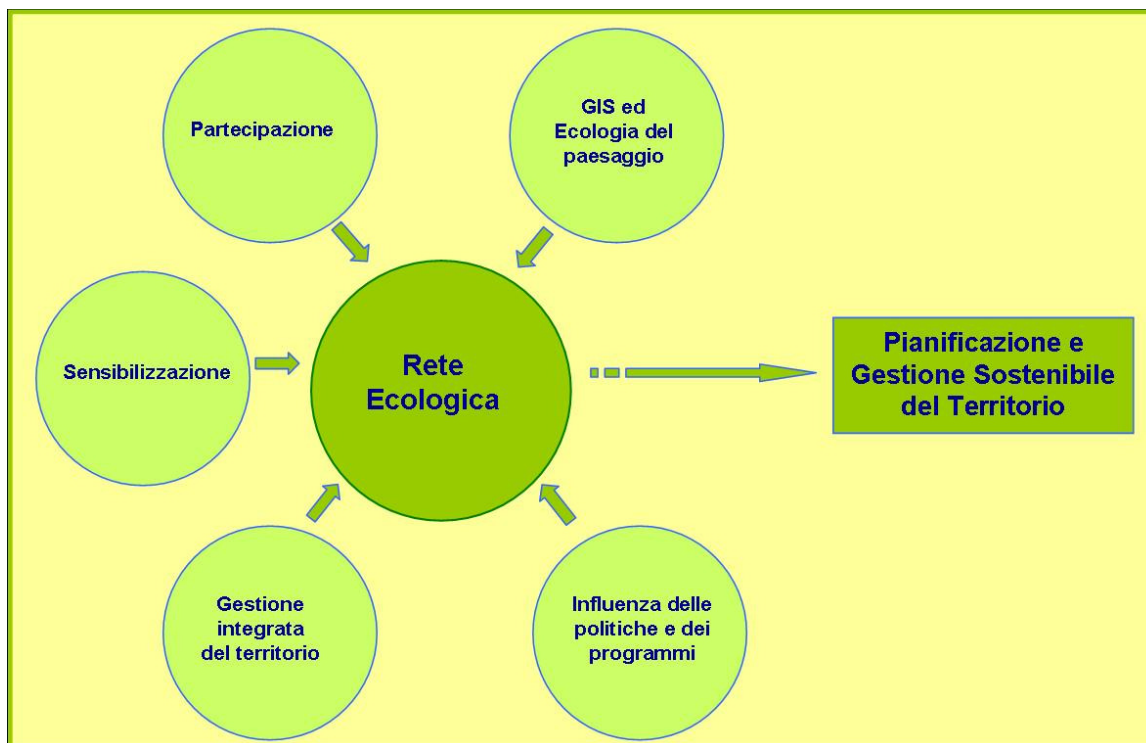 Partecipazione
GIS ed
Ecologia del
paesaggio
Sensibilizzazione
Rete
Ecologica
Pianificazione e
Gestione Sostenibile
del Territorio
Gestione
integrata
del territorio
Influenza delle
politiche e dei
programmi